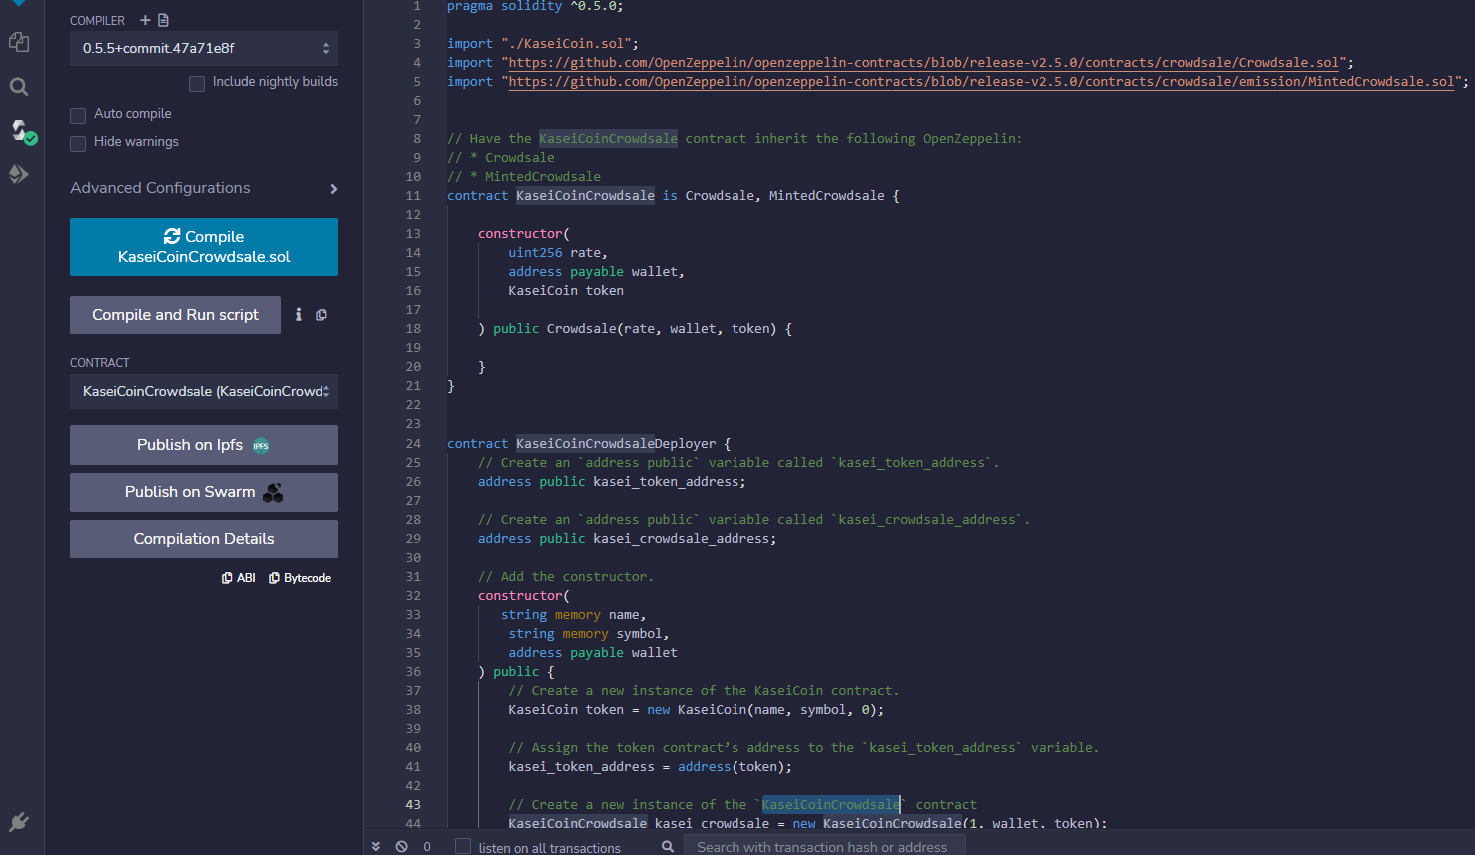 COMPILER
0.5.5+commit.47a71e8f
Include nightly builds
Auto compile
Hide warnings
Advanced Configurations
Compile
KaseiCoinCrowdsale.sol
Compile and Run script
CONTRACT
KaseiCoinCrowdsale (KaseiCoinCrowd
Publish on Ipfs IPFS
Publish on Swarm
Compilation Details
ABI Bytecode
1 pragma solidity ^0.5.0;
2
3 import "./KaseiCoin.sol";
4 import "https://github.com/OpenZeppelin/openzeppelin-contracts/blob/release-v2.5.0/contracts/crowdsale/Crowdsale.sol";
5 import "https://github.com/OpenZeppelin/openzeppelin-contracts/blob/release-v2.5.0/contracts/crowdsale/emission/MintedCrowdsale.sol";
6
7
8 // Have the KaseiCoinCrowdsale contract inherit the following OpenZeppelin:
9 // * Crowdsale
10 // * MintedCrowdsale
11 contract KaseiCoinCrowdsale is Crowdsale, MintedCrowdsale {
12
13 constructor(
14 uint256 rate,
15 address payable wallet,
16 KaseiCoin token
17
18 ) public Crowdsale(rate, wallet, token) {
19
20 }
21 }
22
23
24 contract KaseiCoinCrowdsaleDeployer {
25 // Create an `address public` variable called `kasei_token_address`.
26 address public kasei_token_address;
27
28 // Create an `address public` variable called `kasei_crowdsale_address`.
29 address public kasei_crowdsale_address;
30
31 // Add the constructor.
32 constructor(
33 string memory name,
34 string memory symbol,
35 address payable wallet
36 ) public {
37 // Create a new instance of the KaseiCoin contract.
38 KaseiCoin token = new KaseiCoin(name, symbol, 0);
39
40 // Assign the token contract’s address to the `kasei_token_address` variable.
41 kasei_token_address = address(token);
42
43 // Create a new instance of the `KaseiCoinCrowdsale` contract
44 KaseiCoinCrowdsale kasei_crowdsale = new KaseiCoinCrowdsale(1, wallet, token);
0 listen on all transactions Search with transaction hash or address